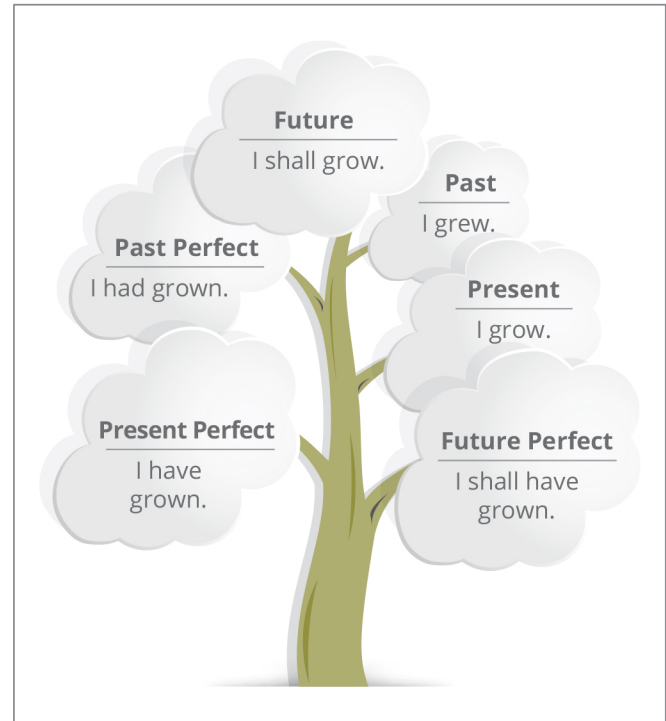 Future
I shall grow.
Past
I grew.
Past Perfect
I had grown.
Present
I grow.
Present Perfect
I have
grown.
Future Perfect
I shall have
grown.